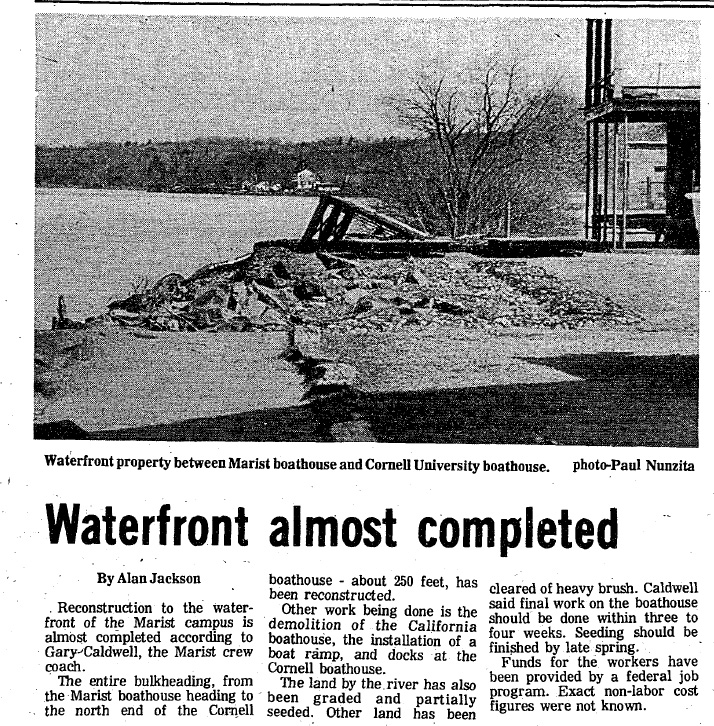 Waterfront property between Marist boathouse and Cornell University boathouse. photo-Paul Nunzita
Waterfront almost completed
By Alan Jackson
Reconstruction to the water-
front of the Marist campus is
almost completed according to
Gary Caldwell, the Marist crew
coach.
The entire bulkheading, from
the Marist boathouse heading to
the north end of the Cornell
boathouse - about 250 feet, has
been reconstructed.
Other work being done is the
demolition of the California
boathouse, the installation of a
boat ramp, and docks at the
Cornell boathouse.
The land by the river has also
been graded and partially
seeded. Other land has been
cleared of heavy brush. Caldwell
said final work on the boathouse
should be done within three to
four weeks. Seeding should be
finished by late spring.
Funds for the workers have
been provided by a federal job
program. Exact non-labor cost
figures were not known.